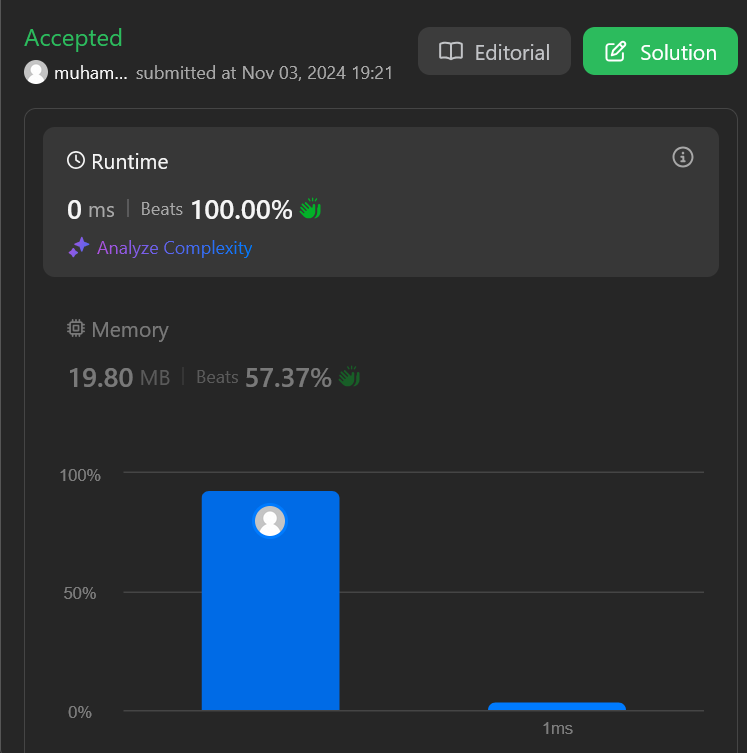 Accepted
muham... submitted at Nov 03, 2024 19:21
Editorial
Solution
Runtime
0 ms Beats 100.00%
Analyze Complexity
Memory
19.80 MB Beats 57.37%
100%
50%
0%
1ms